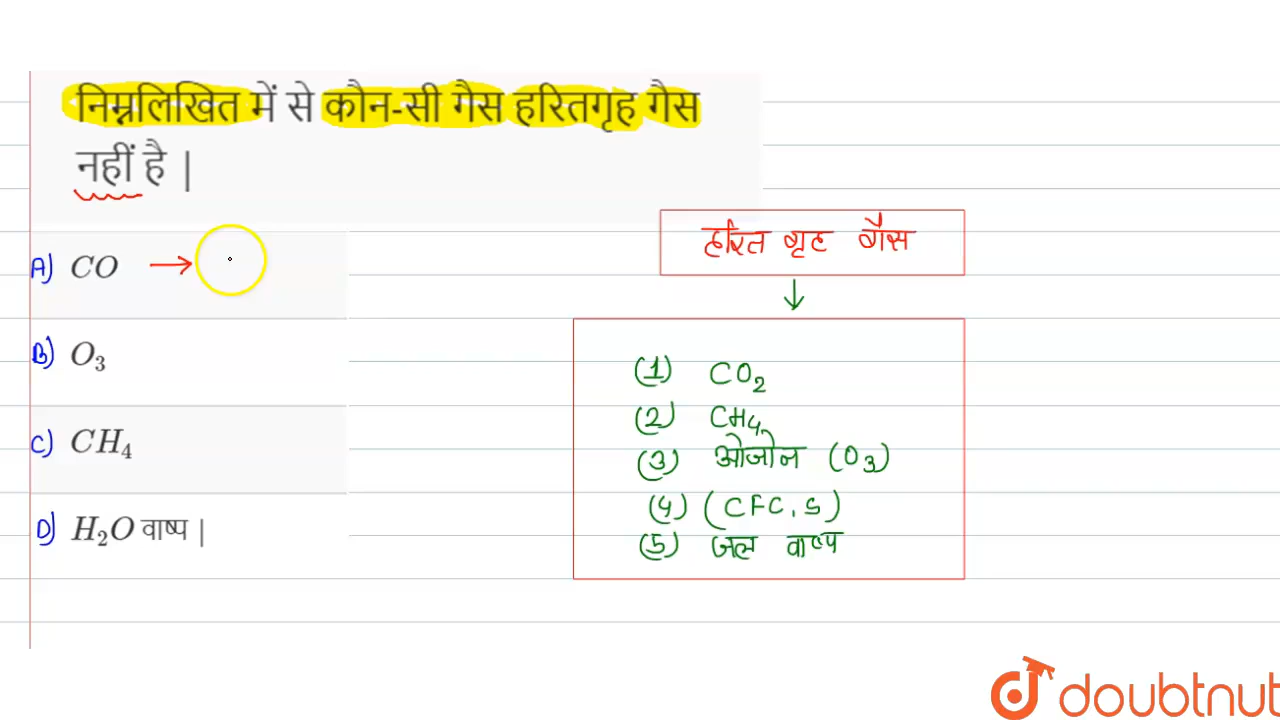 निम्नलिखित में से कौन-सी गैस हरितगृह गैस
नहीं है |
A) CO →
B) O₃
C) CH₄
D) H₂O वाष्प |
हरित गृह गैस
↓
(1) CO₂
(2) CH₄
(3) ओजोन (O₃)
(4) (CFC, S)
(5) जल वाष्प
doubtnut